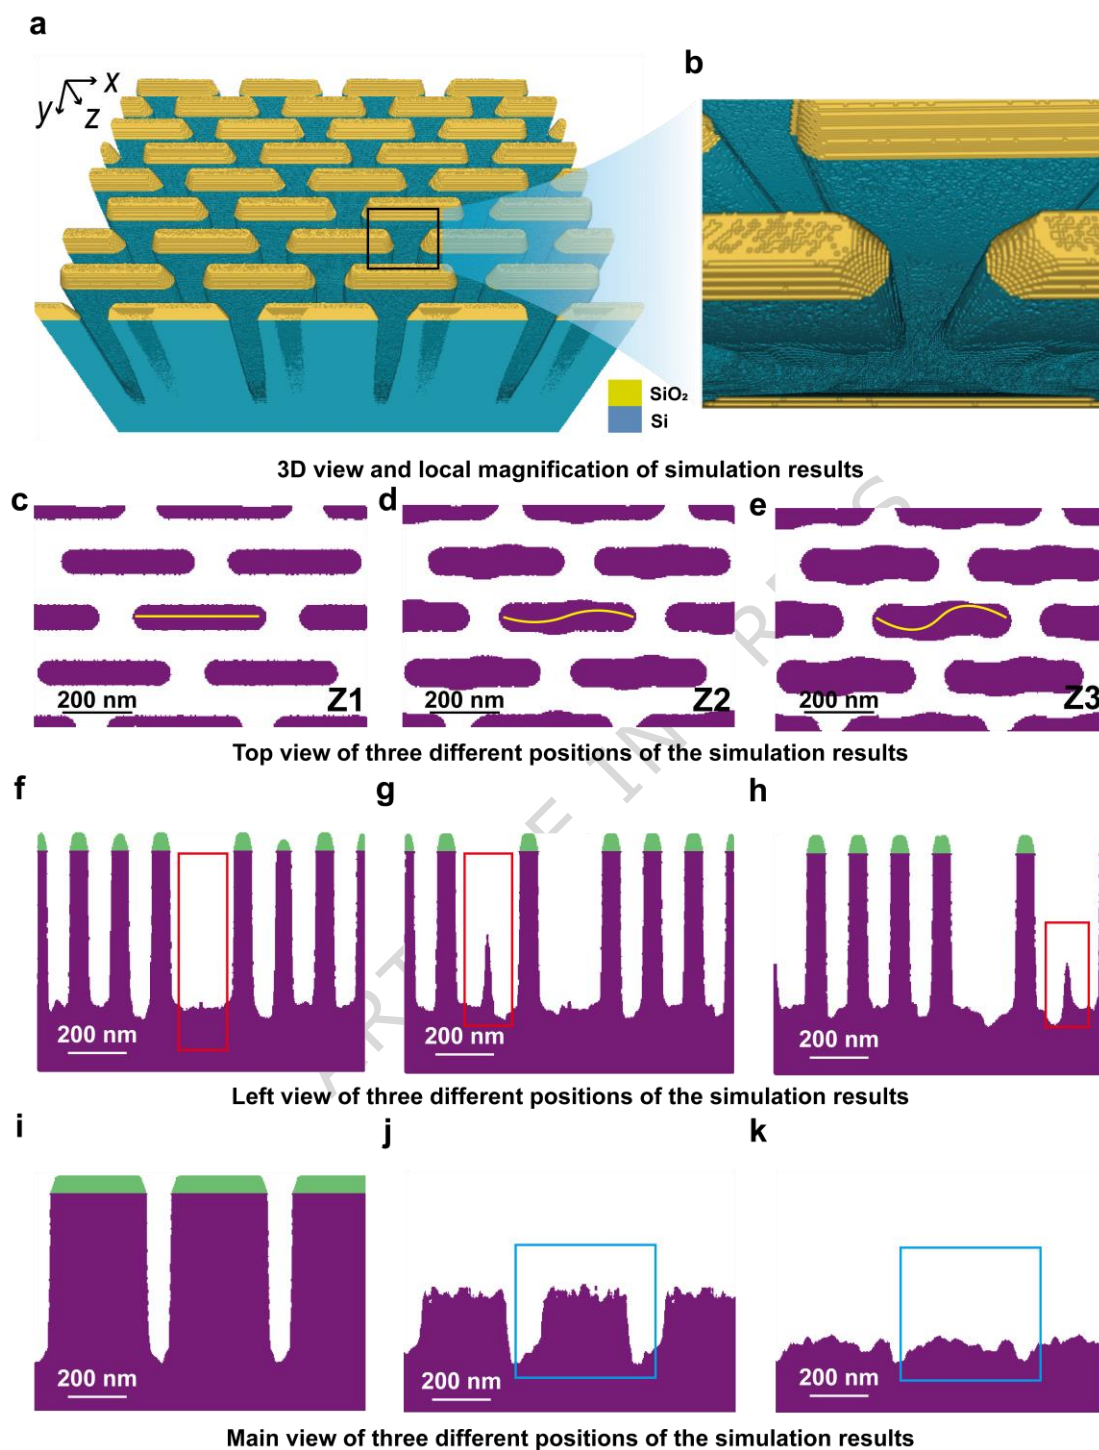 a
b
x
y
z
SiO₂
Si
3D view and local magnification of simulation results
c
d
e
200 nm
Z1
200 nm
Z2
200 nm
Z3
Top view of three different positions of the simulation results
f
g
h
200 nm
200 nm
200 nm
Left view of three different positions of the simulation results
i
j
k
200 nm
200 nm
200 nm
Main view of three different positions of the simulation results